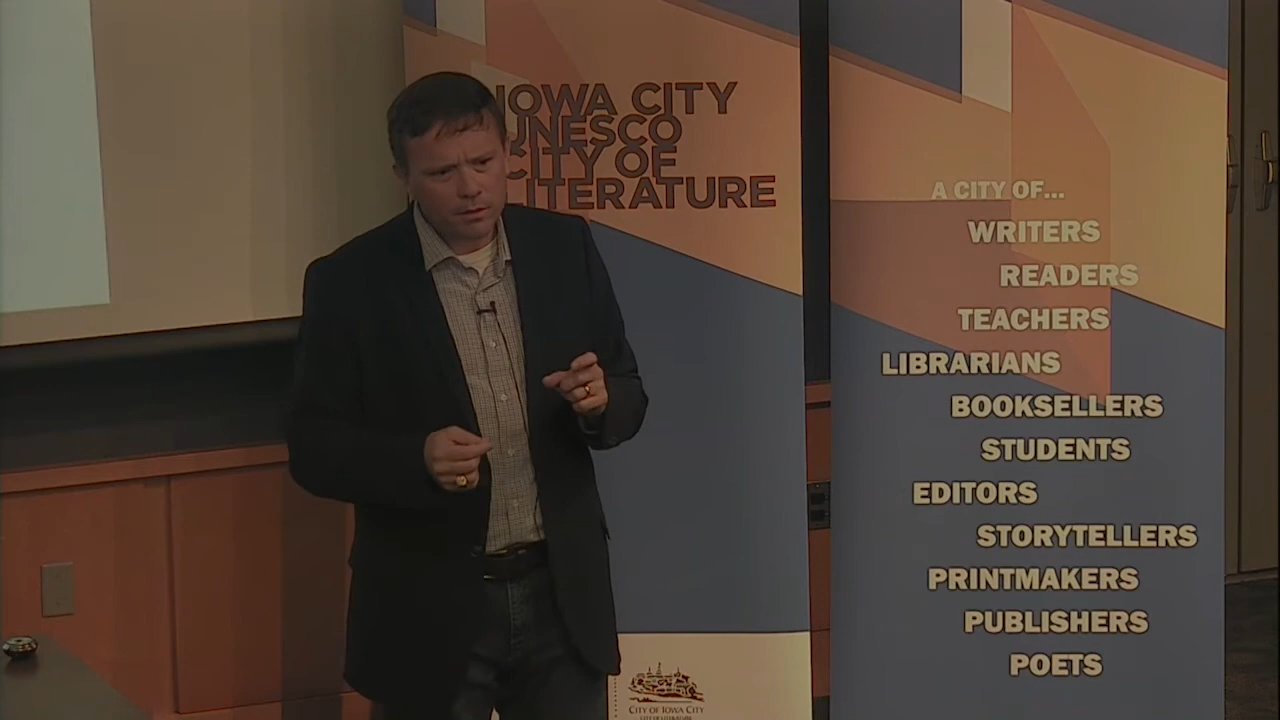 IOWA CITY
UNESCO
CITY OF
LITERATURE
A CITY OF...
WRITERS
READERS
TEACHERS
LIBRARIANS
BOOKSELLERS
STUDENTS
EDITORS
STORYTELLERS
PRINTMAKERS
PUBLISHERS
POETS
CITY OF IOWA CITY